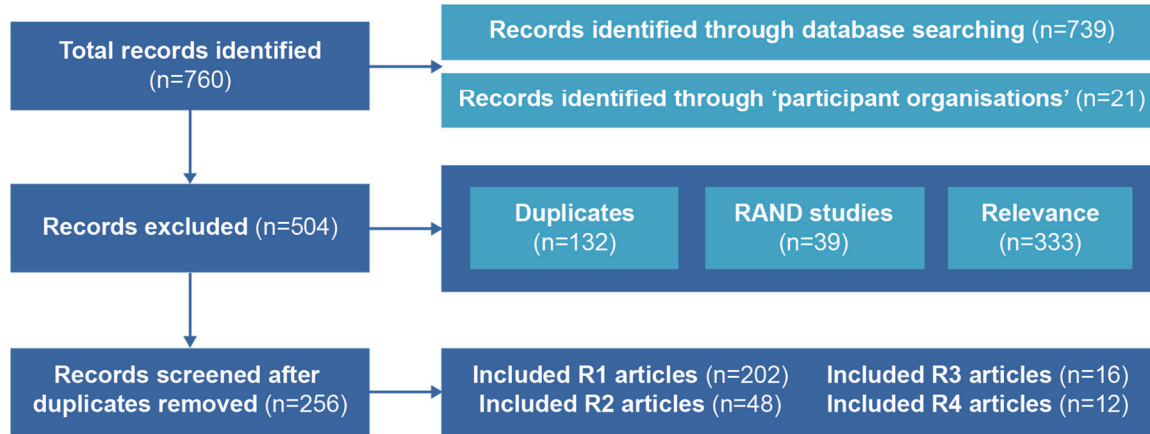 Total records identified
(n=760)
Records identified through database searching (n=739)
Records identified through ‘participant organisations’ (n=21)
Records excluded (n=504)
Duplicates
(n=132)
RAND studies
(n=39)
Relevance
(n=333)
Records screened after
duplicates removed (n=256)
Included R1 articles (n=202)
Included R2 articles (n=48)
Included R3 articles (n=16)
Included R4 articles (n=12)